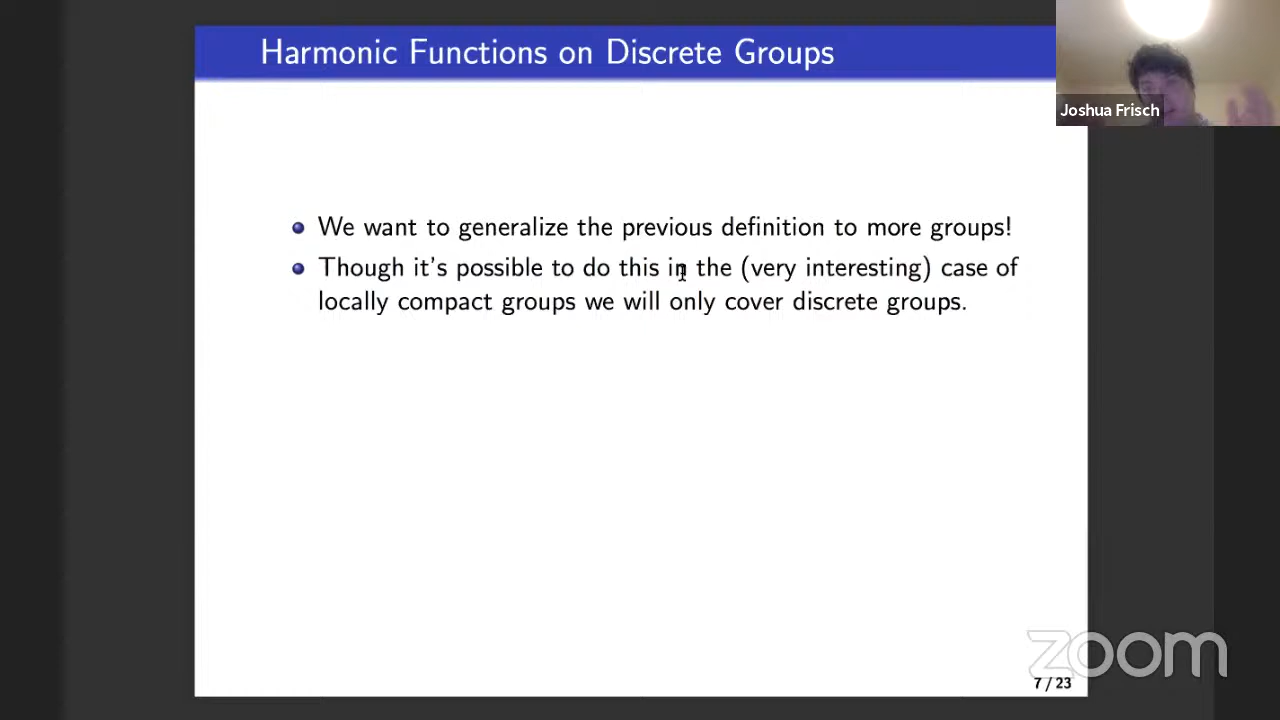 Harmonic Functions on Discrete Groups
Joshua Frisch
We want to generalize the previous definition to more groups!
Though it's possible to do this in the (very interesting) case of
locally compact groups we will only cover discrete groups.
zoom
7 / 23